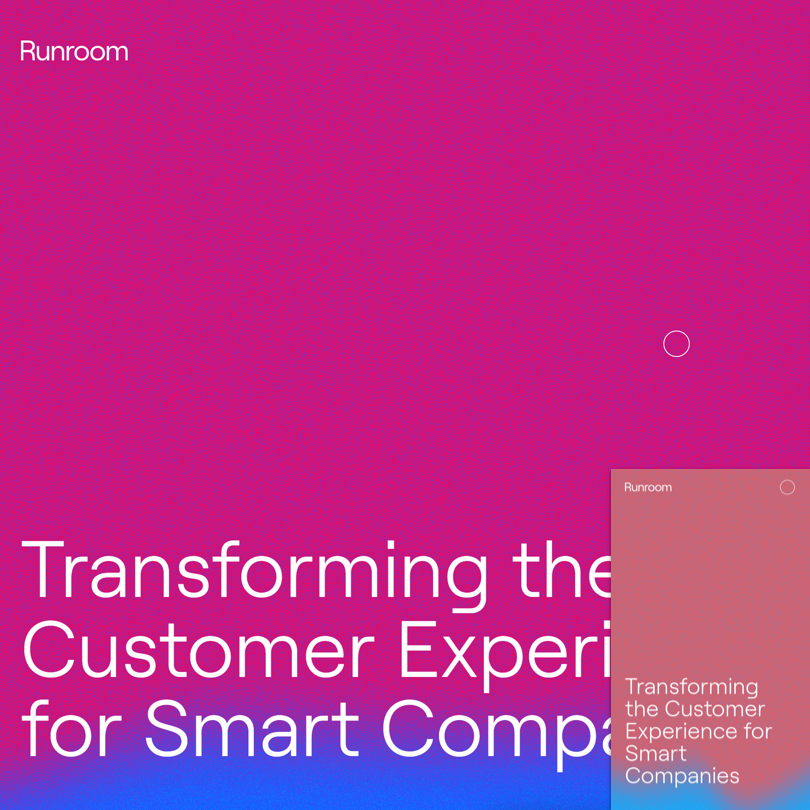 Runroom
Transforming the
Customer Experi
for Smart Compa
Runroom
Transforming
the Customer
Experience for
Smart
Companies